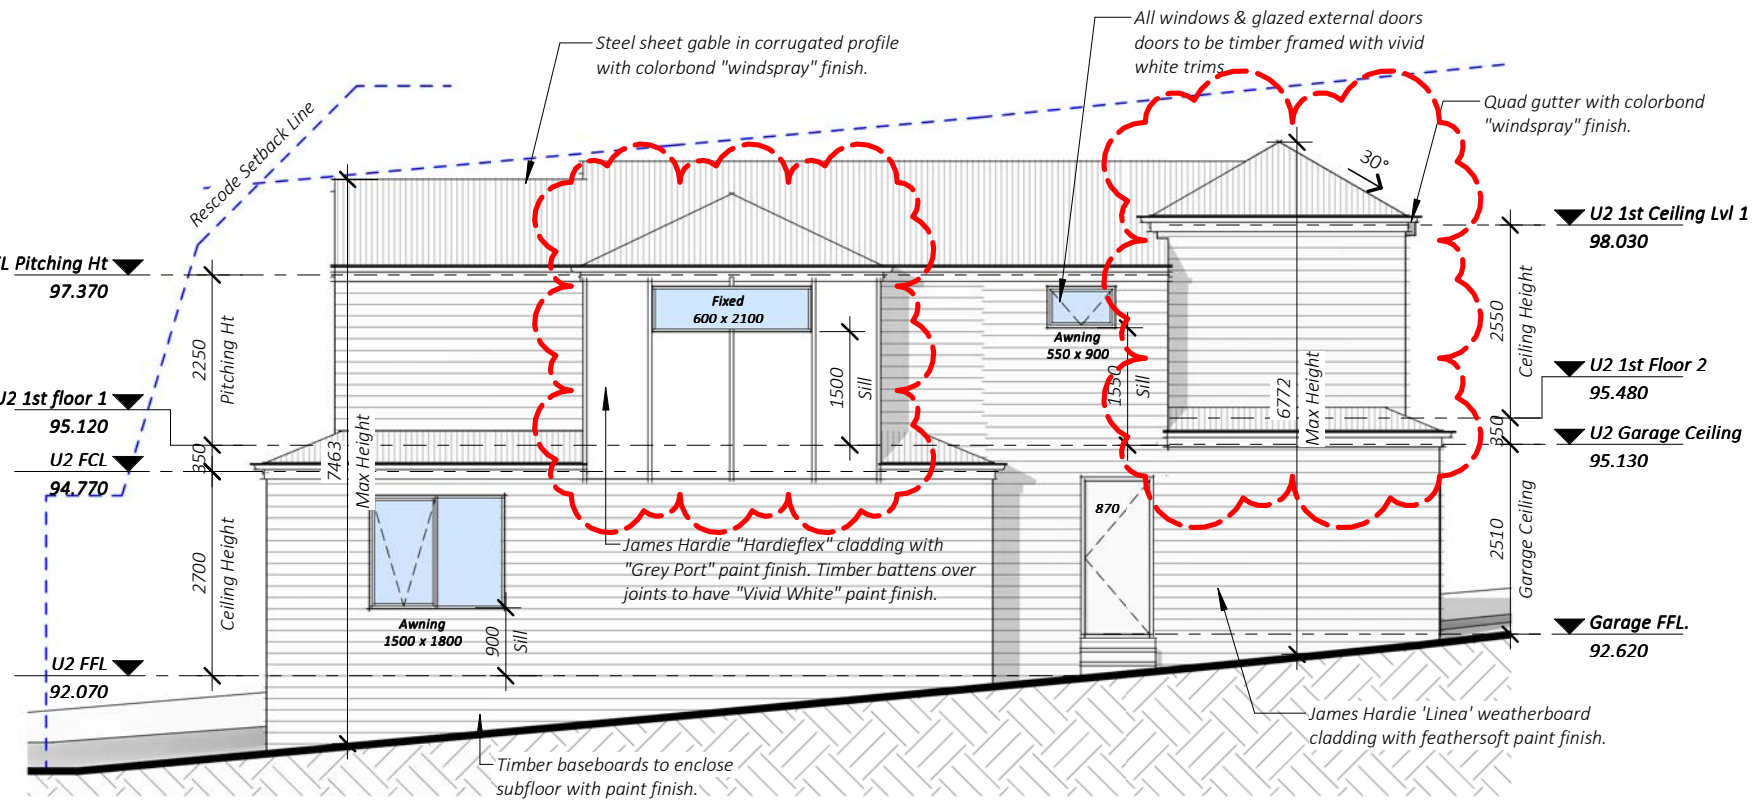 All windows & glazed external doors
doors to be timber framed with vivid
white trims
Steel sheet gable in corrugated profile
with colorbond "windspray" finish.
Quad gutter with colorbond
"windspray" finish.
Rescode Setback Line
30°
L Pitching Ht
97.370
U2 1st floor 1
95.120
U2 FCL
94.770
U2 FFL
92.070
2250
Pitching Ht
350
2700
Ceiling Height
7463
Max Height
Fixed
600 x 2100
1500
Sill
Awning
550 x 900
1550
Sill
6772
Max Height
870
Awning
1500 x 1800
900
Sill
James Hardie "Hardieflex" cladding with
"Grey Port" paint finish. Timber battens over
joints to have "Vivid White" paint finish.
2550
Ceiling Height
350
2510
Garage Ceiling
U2 1st Ceiling Lvl 1
98.030
U2 1st Floor 2
95.480
U2 Garage Ceiling
95.130
Garage FFL.
92.620
James Hardie 'Linea' weatherboard
cladding with feathersoft paint finish.
Timber baseboards to enclose
subfloor with paint finish.